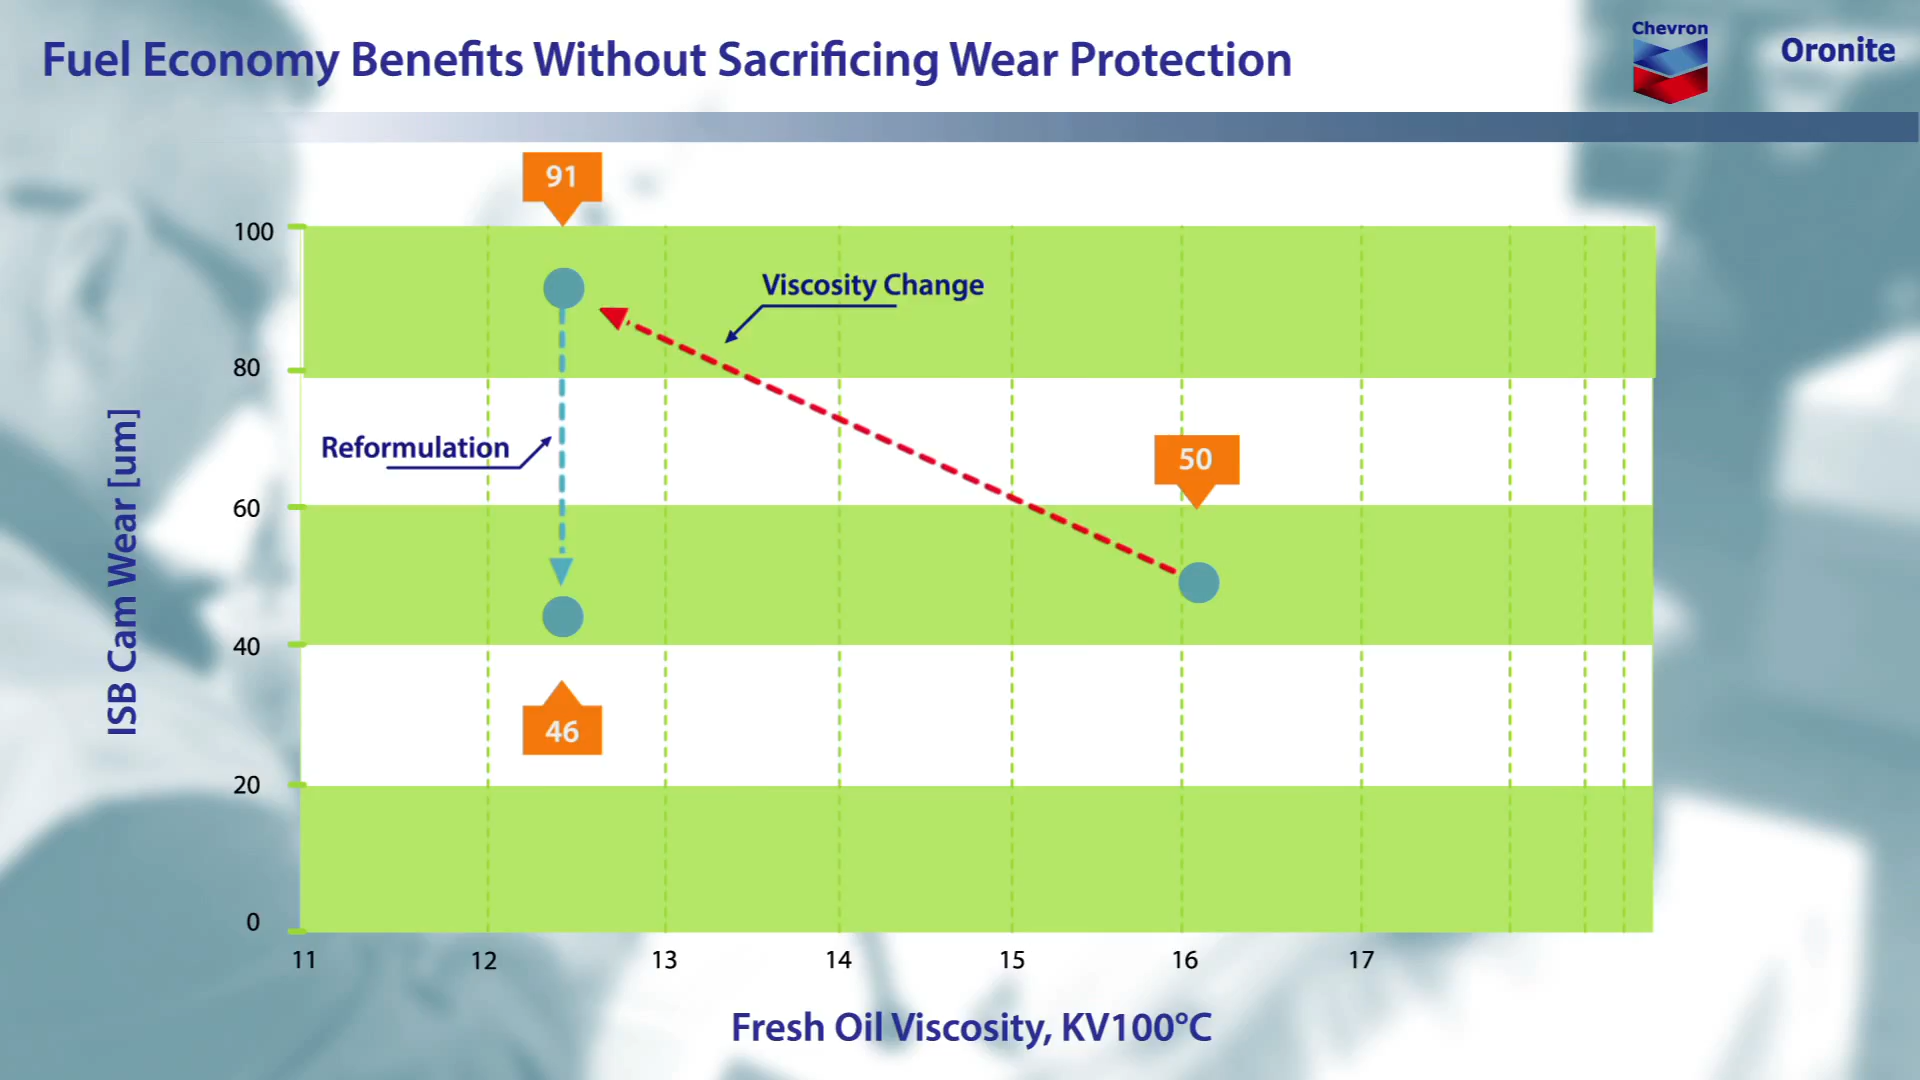 Fuel Economy Benefits Without Sacrificing Wear Protection
Chevron
Oronite
91
100
Viscosity Change
80
Reformulation
50
60
ISB Cam Wear [um]
40
46
20
0
11 12 13 14 15 16 17
Fresh Oil Viscosity, KV100°C